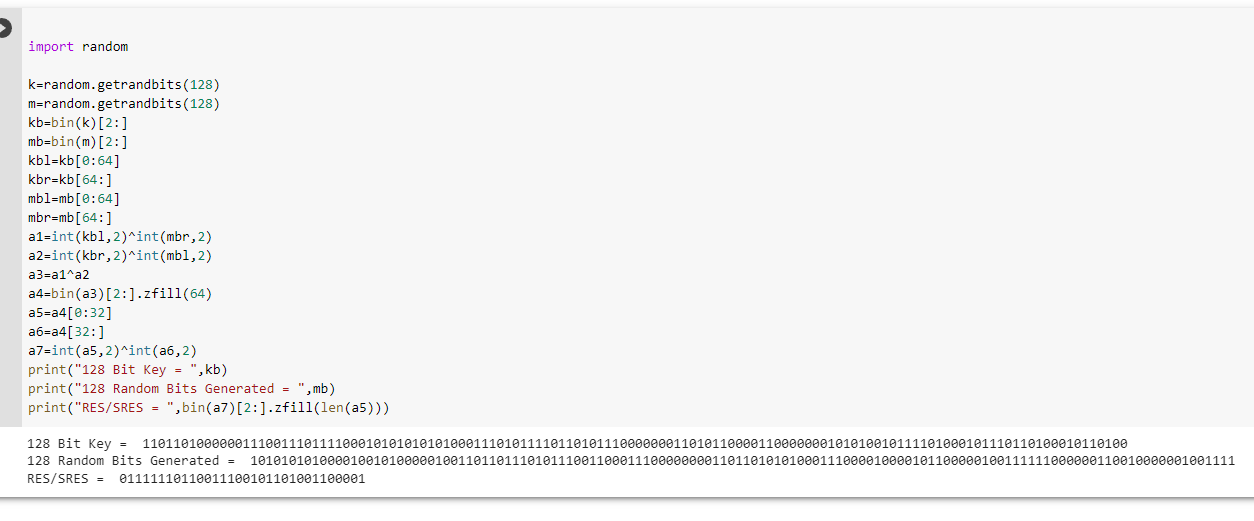 import random
k=random.getrandbits(128)
m=random.getrandbits(128)
kb=bin(k)[2:]
mb=bin(m)[2:]
kbl=kb[0:64]
kbr=kb[64:]
mbl=mb[0:64]
mbr=mb[64:]
a1=int(kbl,2)^int(mbr,2)
a2=int(kbr,2)^int(mbl,2)
a3=a1^a2
a4=bin(a3)[2:].zfill(64)
a5=a4[0:32]
a6=a4[32:]
a7=int(a5,2)^int(a6,2)
print("128 Bit Key = ",kb)
print("128 Random Bits Generated = ",mb)
print("RES/SRES = ",bin(a7)[2:].zfill(len(a5)))
128 Bit Key =
128 Random Bits Generated =
RES/SRES = 01111111011001110010110100110001